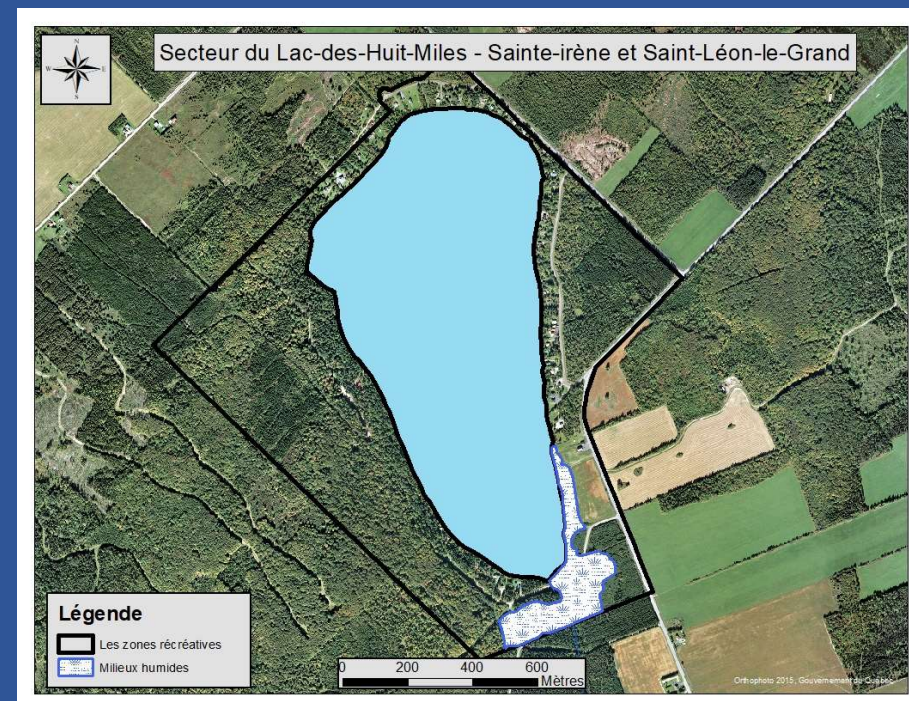 Secteur du Lac-des-Huit-Miles - Sainte-irène et Saint-Léon-le-Grand
N
W E
S
Légende
Les zones récréatives
Milieux humides
0 200 400 600
Mètres
Orthophoto 2015, Gouvernement du Québec